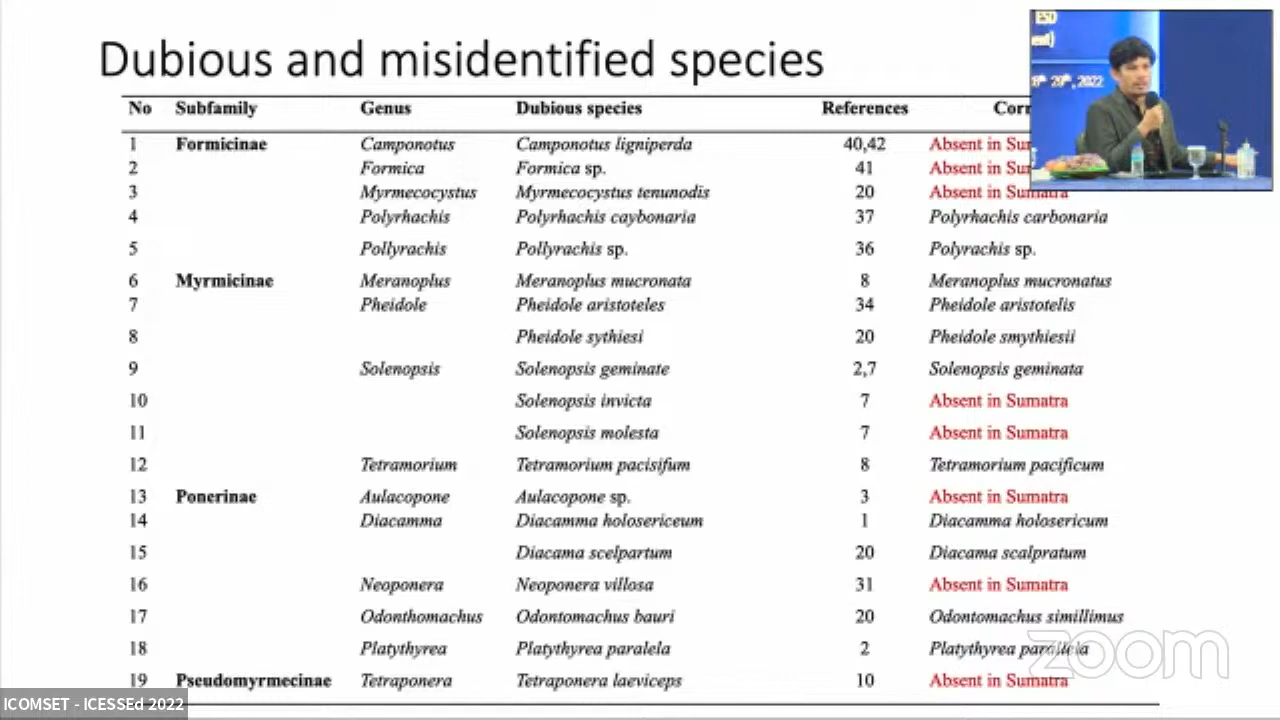 Dubious and misidentified species
No Subfamily Genus Dubious species References Corr
1 Formicinae Camponotus Camponotus ligniperda 40,42 Absent in Sum
2 Formica Formica sp. 41 Absent in Sum
3 Myrmecocystus Myrmecocystus tenunodis 20 Absent in Sumatra
4 Polyrhachis Polyrhachis caybonaria 37 Polyrhachis carbonaria
5 Pollyrachis Pollyrachis sp. 36 Polyrachis sp.
6 Myrmicinae Meranoplus Meranoplus mucronata 8 Meranoplus mucronatus
7 Pheidole Pheidole aristoteles 34 Pheidole aristotelis
8 Pheidole sythiesi 20 Pheidole smythiesii
9 Solenopsis Solenopsis geminate 2,7 Solenopsis geminata
10 Solenopsis invicta 7 Absent in Sumatra
11 Solenopsis molesta 7 Absent in Sumatra
12 Tetramorium Tetramorium pacisifum 8 Tetramorium pacificum
13 Ponerinae Aulacopone Aulacopone sp. 3 Absent in Sumatra
14 Diacamma Diacamma holosericeum 1 Diacamma holosericum
15 Diacama scelpartum 20 Diacama scalpratum
16 Neoponera Neoponera villosa 31 Absent in Sumatra
17 Odonthomachus Odontomachus bauri 20 Odontomachus simillimus
18 Platythyrea Platythyrea paralela 2 Platythyrea parallela
19 Pseudomyrmecinae Tetraponera Tetraponera laeviceps 10 Absent in Sumatra
zoom
ICOMSET - ICESSEd 2022